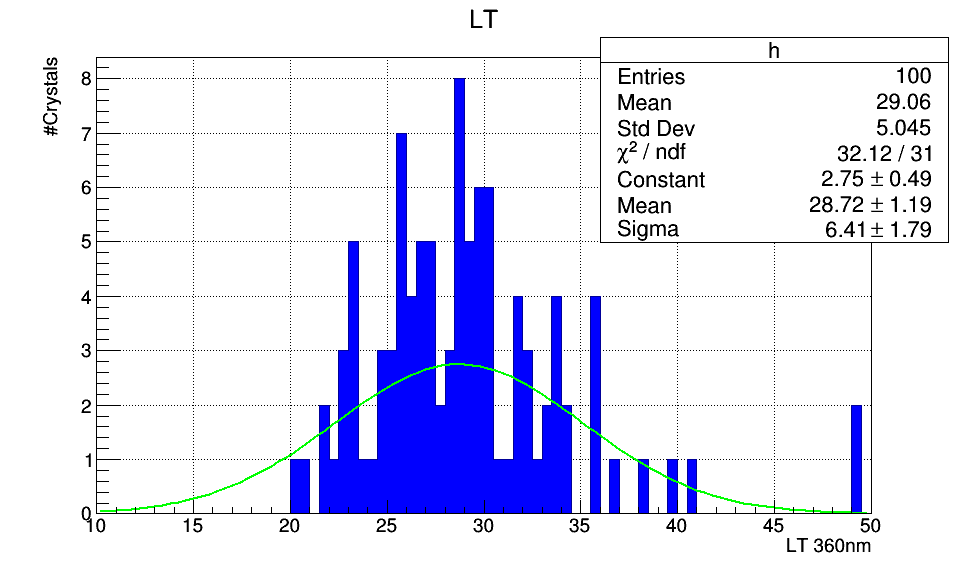 LT
h
Entries 100
Mean 29.06
Std Dev 5.045
χ² / ndf 32.12 / 31
Constant 2.75 ± 0.49
Mean 28.72 ± 1.19
Sigma 6.41 ± 1.79
#Crystals
8
7
6
5
4
3
2
1
0
10 15 20 25 30 35 40 45 50
LT 360nm